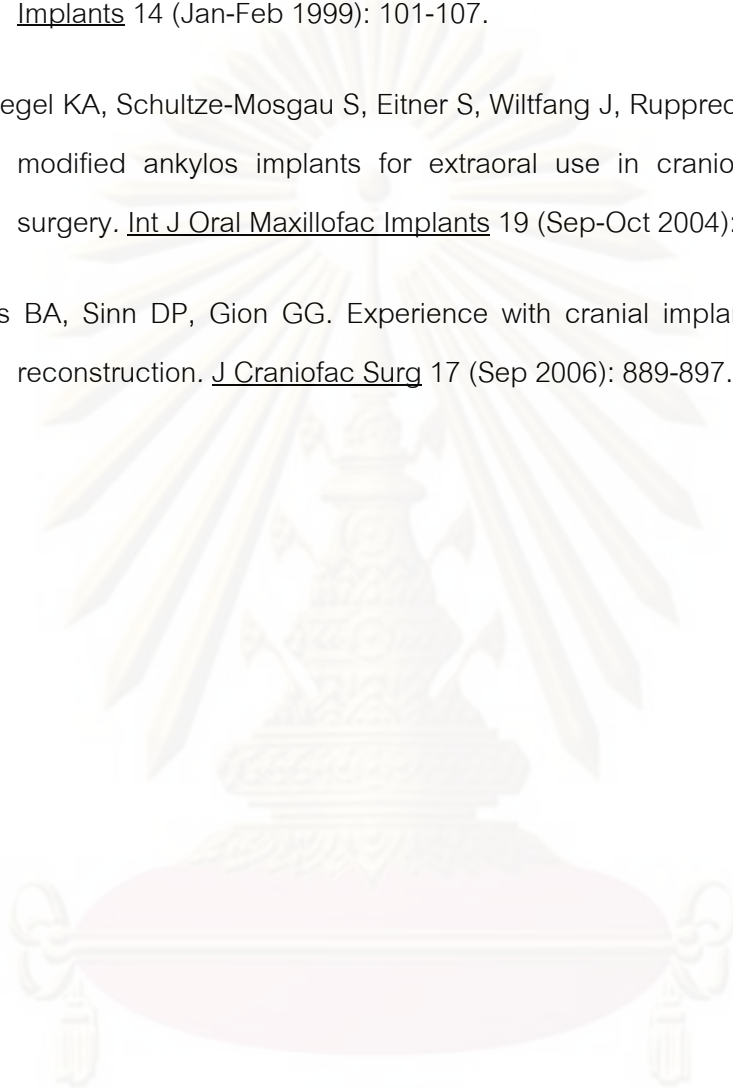 Implants 14 (Jan-Feb 1999): 101-107.
egel KA, Schultze-Mosgau S, Eitner S, Wiltfang J, Rupprec
modified ankylos implants for extraoral use in cranio
surgery. Int J Oral Maxillofac Implants 19 (Sep-Oct 2004):
s BA, Sinn DP, Gion GG. Experience with cranial impla
reconstruction. J Craniofac Surg 17 (Sep 2006): 889-897.